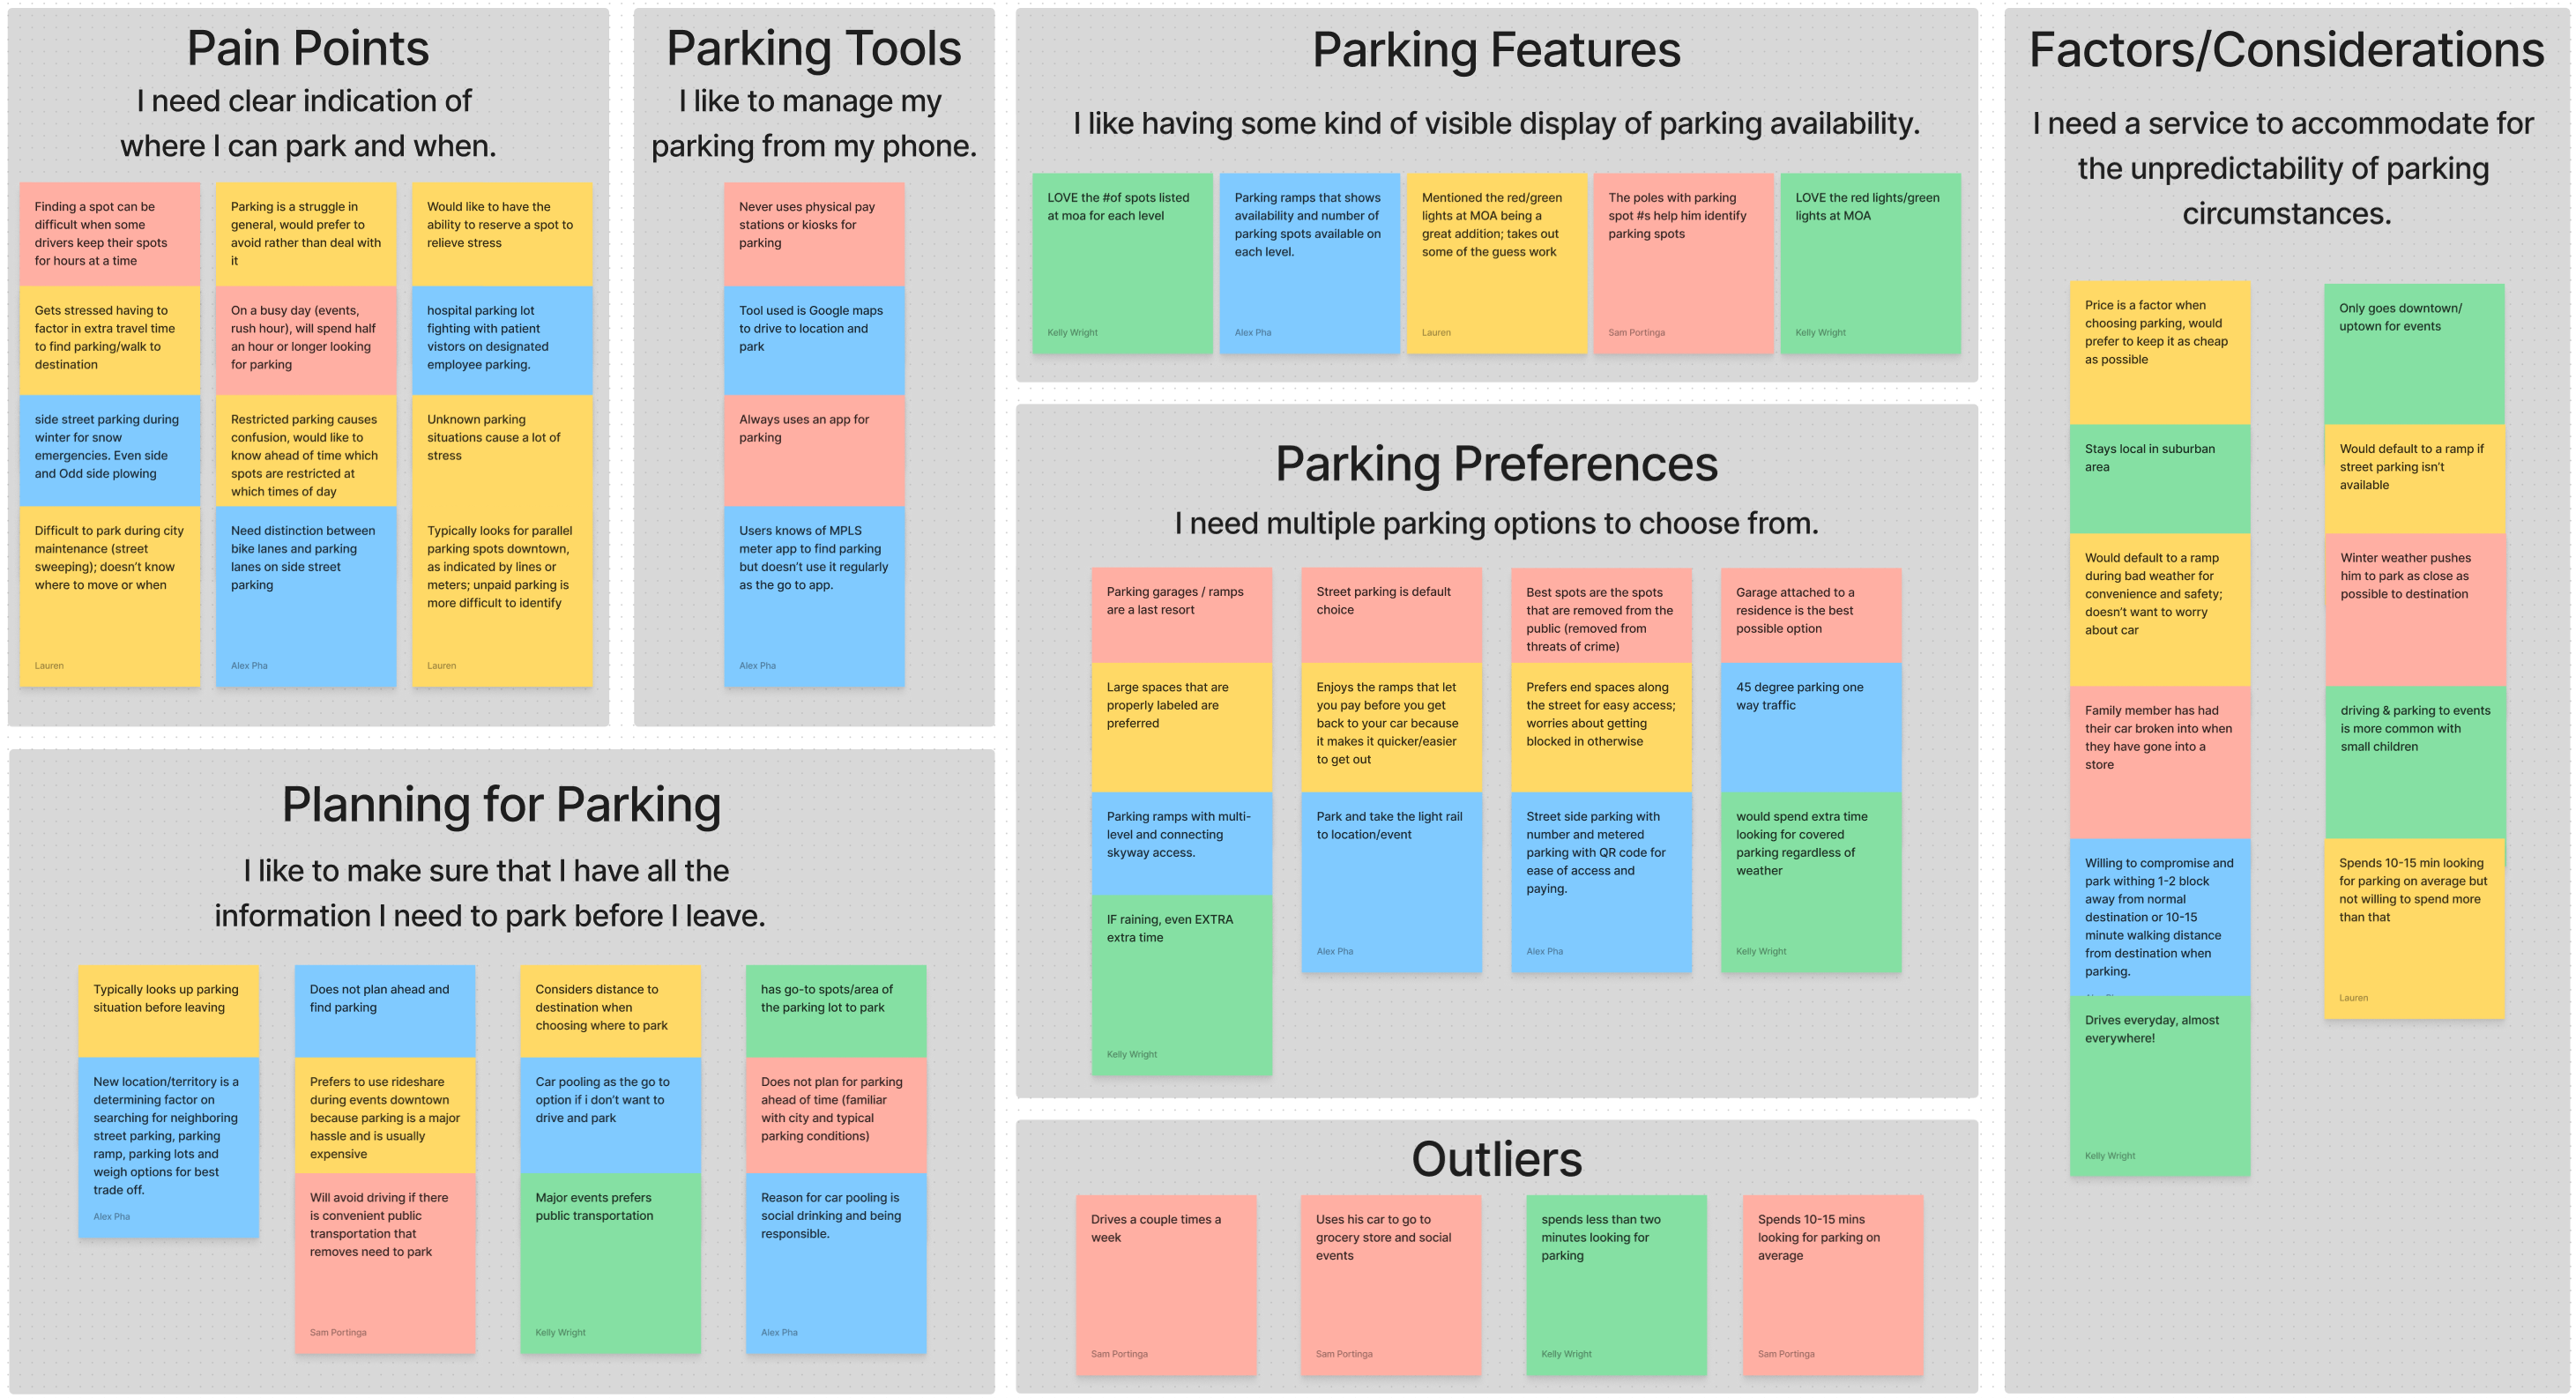 Pain Points
I need clear indication of
where I can park and when.
Finding a spot can be
difficult when some
drivers keep their spots
for hours at a time
Parking is a struggle in
general, would prefer to
avoid rather than deal with
it
Would like to have the
ability to reserve a spot to
relieve stress
Gets stressed having to
factor in extra travel time
to find parking/walk to
destination
On a busy day (events,
rush hour), will spend half
an hour or longer looking
for parking
hospital parking lot
fighting with patient
vistors on designated
employee parking.
side street parking during
winter for snow
emergencies. Even side
and Odd side plowing
Restricted parking causes
confusion, would like to
know ahead of time which
spots are restricted at
which times of day
Unknown parking
situations cause a lot of
stress
Difficult to park during city
maintenance (street
sweeping); doesn't know
where to move or when
Lauren
Need distinction between
bike lanes and parking
lanes on side street
parking
Alex Pha
Typically looks for parallel
parking spots downtown,
as indicated by lines or
meters; unpaid parking is
more difficult to identify
Lauren
Parking Tools
I like to manage my
parking from my phone.
Never uses physical pay
stations or kiosks for
parking
Tool used is Google maps
to drive to location and
park
Always uses an app for
parking
Users knows of MPLS
meter app to find parking
but doesn't use it regularly
as the go to app.
Alex Pha
Parking Features
I like having some kind of visible display of parking availability.
LOVE the #of spots listed
at moa for each level
Kelly Wright
Parking ramps that shows
availability and number of
parking spots available on
each level.
Alex Pha
Mentioned the red/green
lights at MOA being a
great addition; takes out
some of the guess work
Lauren
The poles with parking
spot #s help him identify
parking spots
Sam Portinga
LOVE the red lights/green
lights at MOA
Kelly Wright
Factors/Considerations
I need a service to accommodate for
the unpredictability of parking
circumstances.
Price is a factor when
choosing parking, would
prefer to keep it as cheap
as possible
Only goes downtown/
uptown for events
Stays local in suburban
area
Would default to a ramp if
street parking isn't
available
Would default to a ramp
during bad weather for
convenience and safety;
doesn't want to worry
about car
Winter weather pushes
him to park as close as
possible to destination
Family member has had
their car broken into when
they have gone into a
store
driving & parking to events
is more common with
small children
Willing to compromise and
park withing 1-2 block
away from normal
destination or 10-15
minute walking distance
from destination when
parking.
Spends 10-15 min looking
for parking on average but
not willing to spend more
than that
Lauren
Drives everyday, almost
everywhere!
Kelly Wright
Parking Preferences
I need multiple parking options to choose from.
Parking garages / ramps
are a last resort
Street parking is default
choice
Best spots are the spots
that are removed from the
public (removed from
threats of crime)
Garage attached to a
residence is the best
possible option
Large spaces that are
properly labeled are
preferred
Enjoys the ramps that let
you pay before you get
back to your car because
it makes it quicker/easier
to get out
Prefers end spaces along
the street for easy access;
worries about getting
blocked in otherwise
45 degree parking one
way traffic
Parking ramps with multi-
level and connecting
skyway access.
Park and take the light rail
to location/event
Alex Pha
Street side parking with
number and metered
parking with QR code for
ease of access and
paying.
Alex Pha
would spend extra time
looking for covered
parking regardless of
weather
Kelly Wright
IF raining, even EXTRA
extra time
Kelly Wright
Planning for Parking
I like to make sure that I have all the
information I need to park before I leave.
Typically looks up parking
situation before leaving
Does not plan ahead and
find parking
Considers distance to
destination when
choosing where to park
has go-to spots/area of
the parking lot to park
New location/territory is a
determining factor on
searching for neighboring
street parking, parking
ramp, parking lots and
weigh options for best
trade off.
Alex Pha
Prefers to use rideshare
during events downtown
because parking is a major
hassle and is usually
expensive
Car pooling as the go to
option if i don't want to
drive and park
Does not plan for parking
ahead of time (familiar
with city and typical
parking conditions)
Will avoid driving if there
is convenient public
transportation that
removes need to park
Sam Portinga
Major events prefers
public transportation
Kelly Wright
Reason for car pooling is
social drinking and being
responsible.
Alex Pha
Outliers
Drives a couple times a
week
Sam Portinga
Uses his car to go to
grocery store and social
events
Sam Portinga
spends less than two
minutes looking for
parking
Kelly Wright
Spends 10-15 mins
looking for parking on
average
Sam Portinga